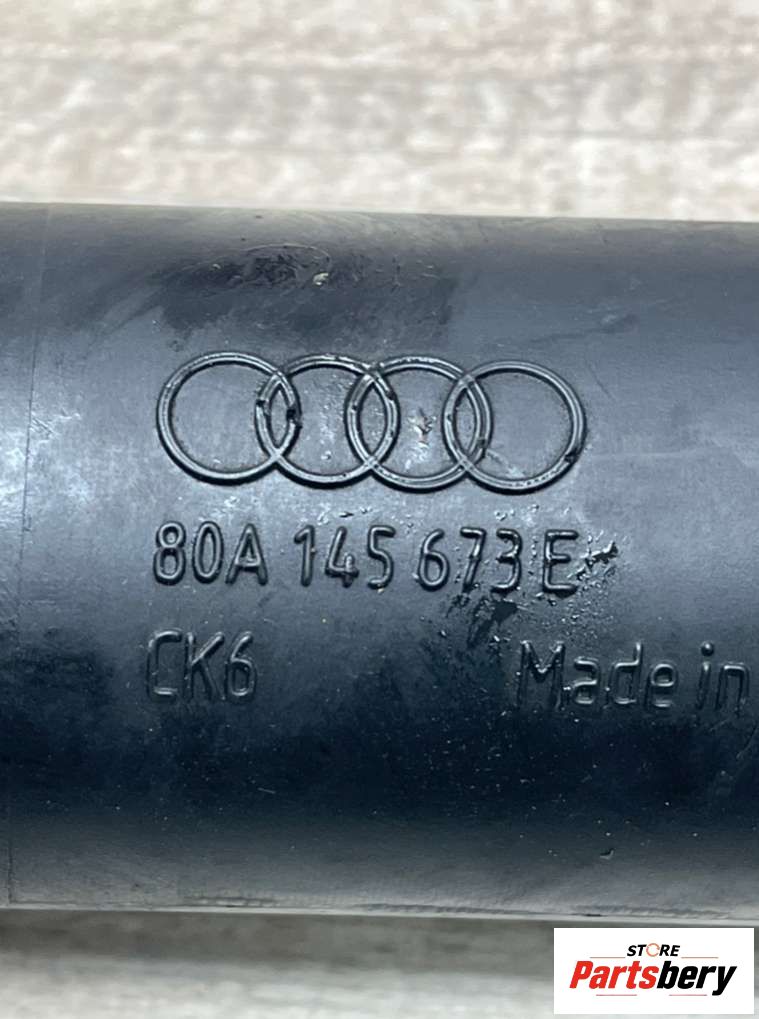 80A 145 673 E
CK6
Made in
STORE
Partsbery